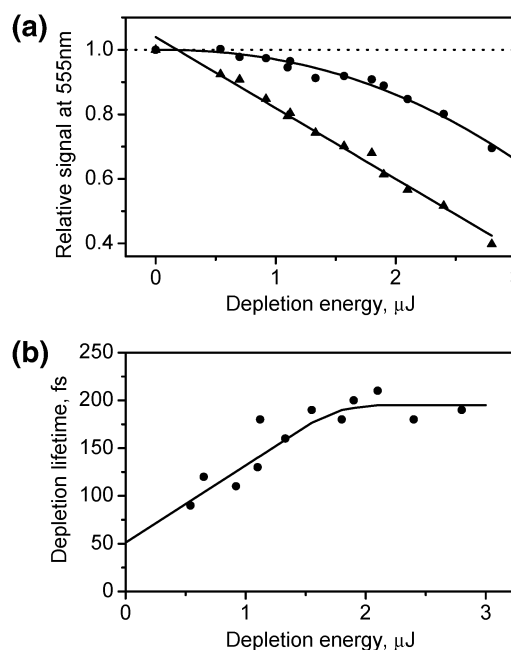 (a)
1.0
0.8
0.6
0.4
Relative signal at 555nm
0
1
2
Depletion energy, μJ
(b)
250
200
150
100
50
0
Depletion lifetime, fs
0
1
2
3
Depletion energy, μJ